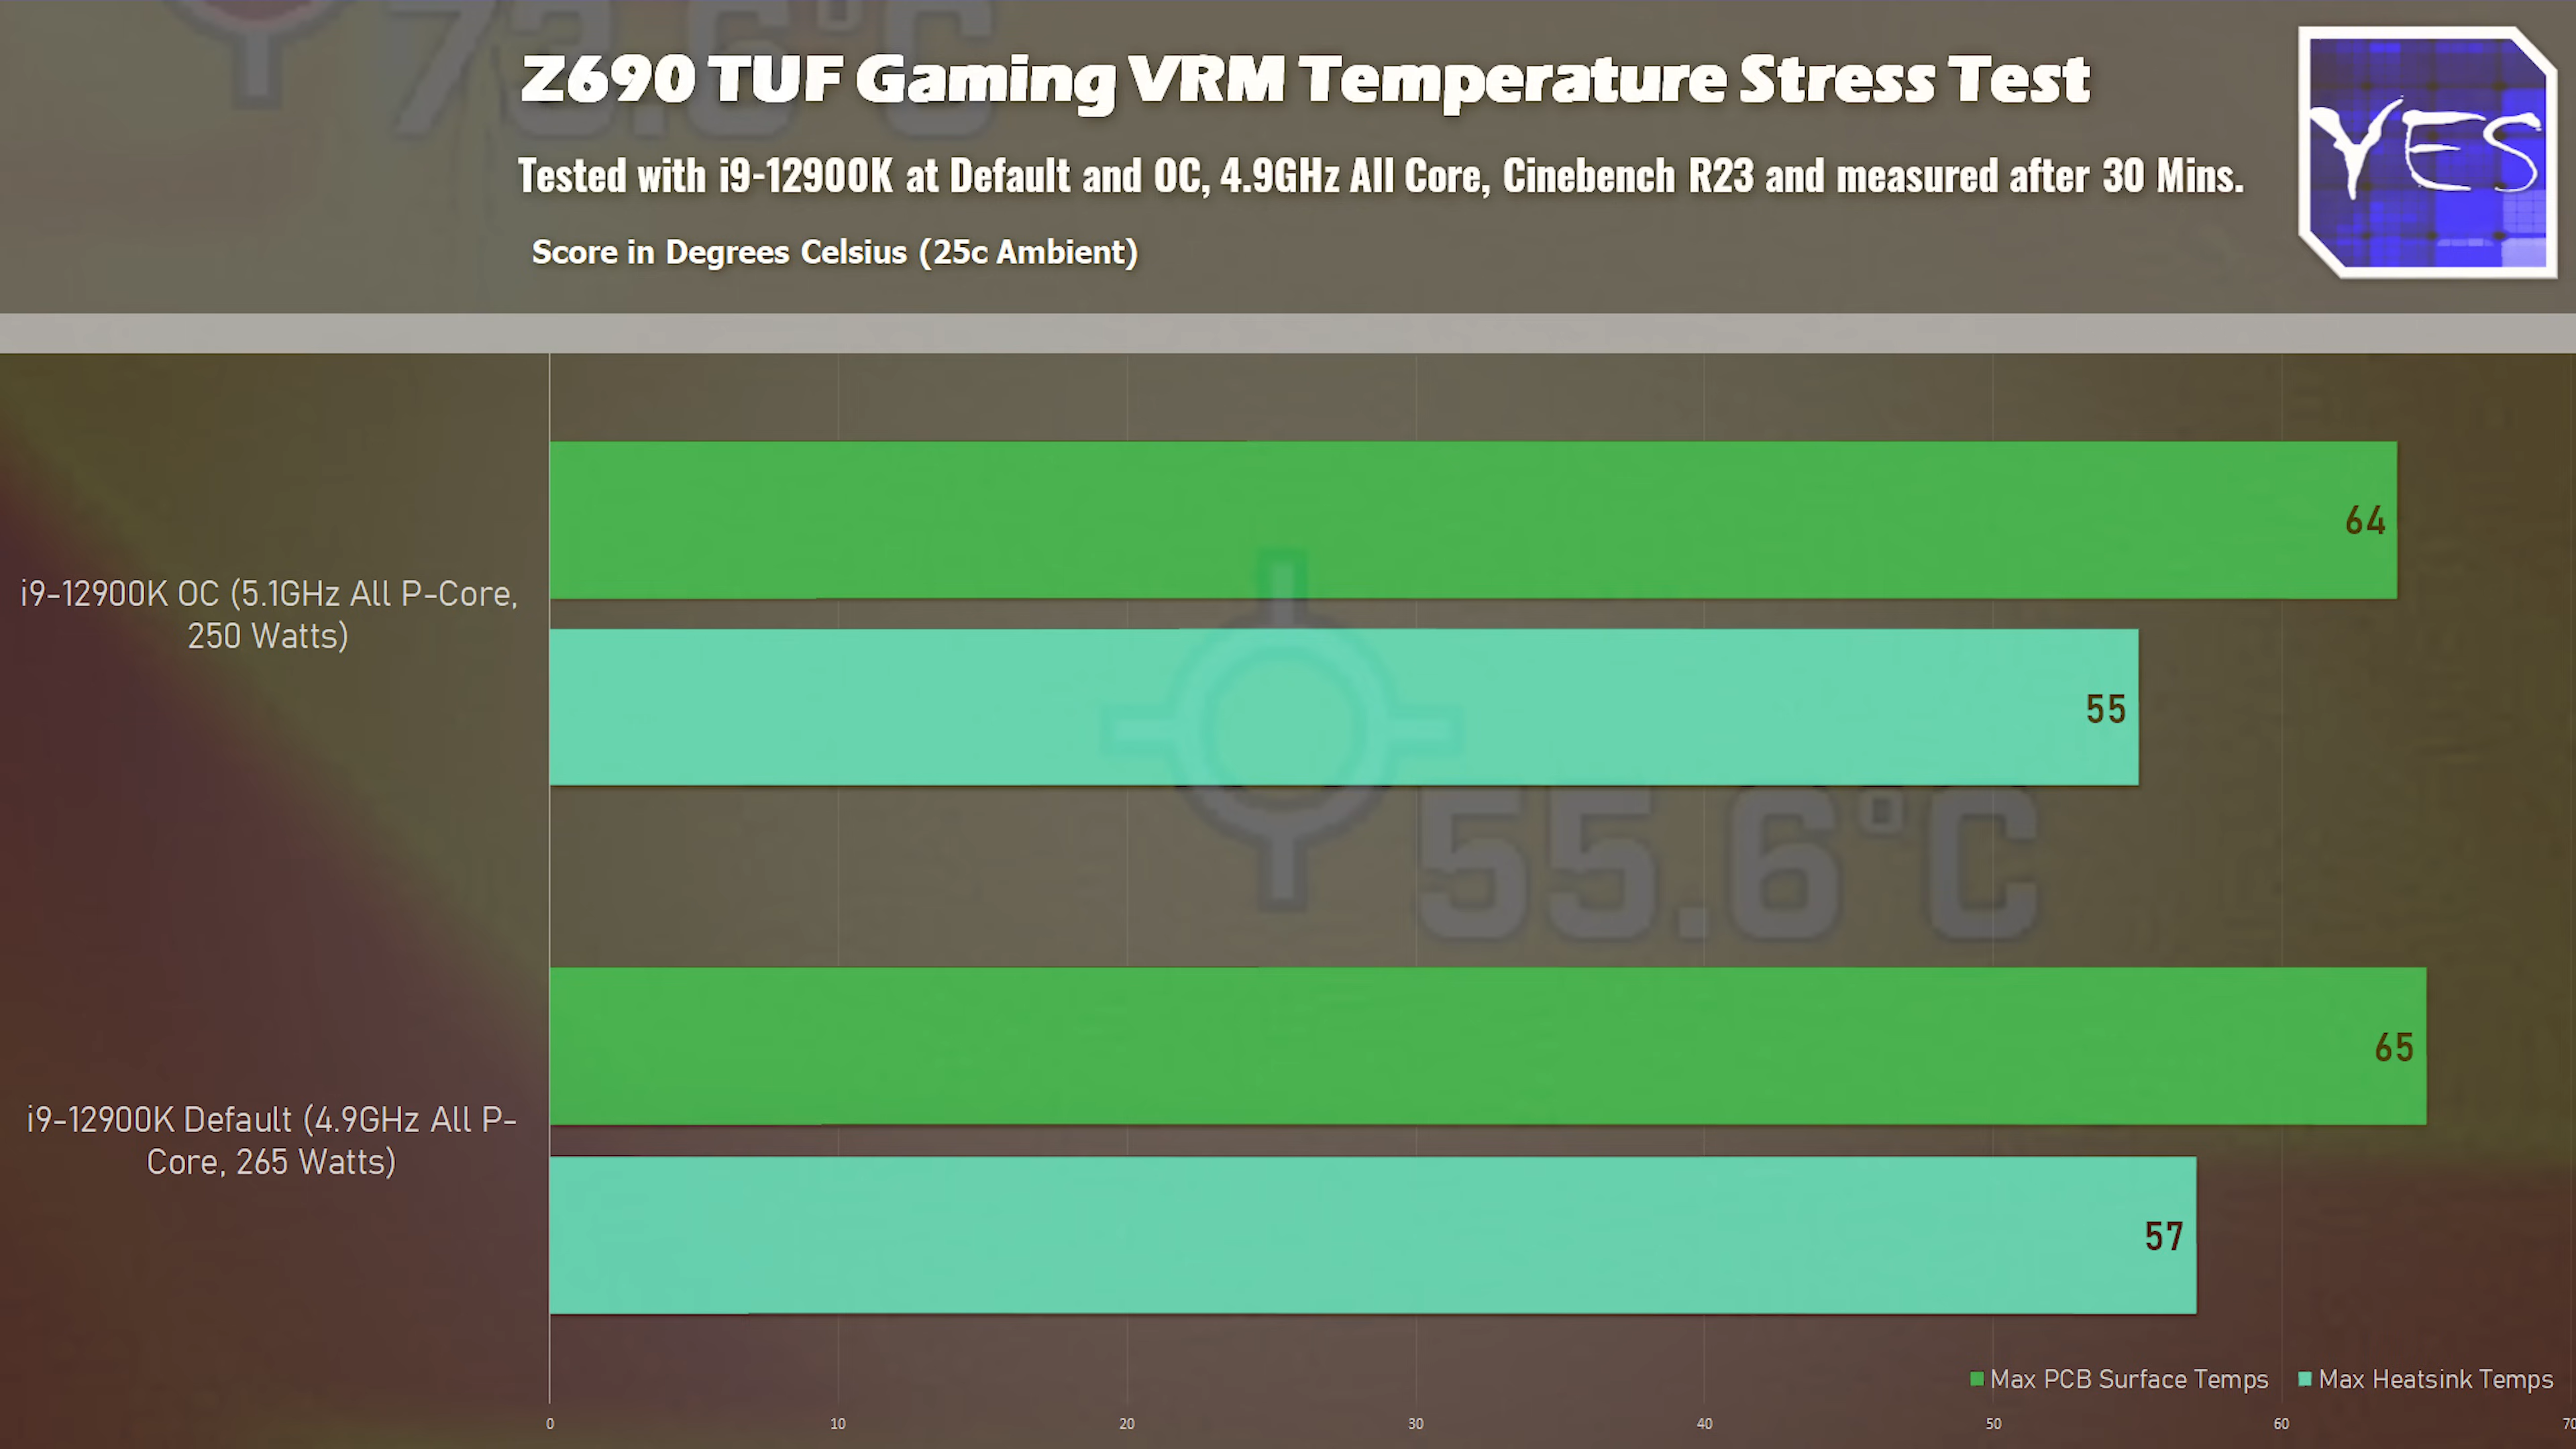 73.6°C
Z690 TUF Gaming VRM Temperature Stress Test
YES
Tested with i9-12900K at Default and OC, 4.9GHz All Core, Cinebench R23 and measured after 30 Mins.
Score in Degrees Celsius (25c Ambient)
64
i9-12900K OC (5.1GHz All P-Core,
250 Watts)
55
55.6°C
65
i9-12900K Default (4.9GHz All P-
Core, 265 Watts)
57
Max PCB Surface Temps Max Heatsink Temps
0 10 20 30 40 50 60 70